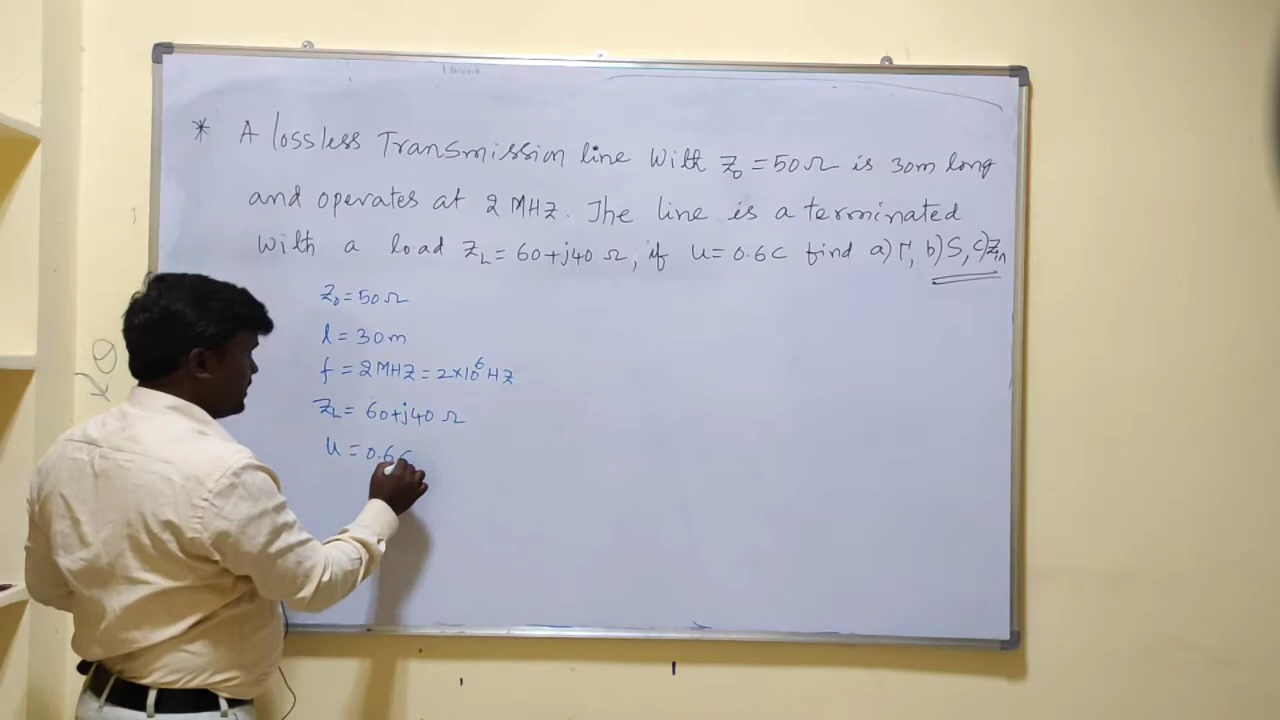 * A lossless Transmission line with Z₀ = 50Ω is 30m long
and operates at 2 MHZ. The line is a terminated
with a load Z_L = 60+j40 Ω, if u = 0.6C find a) Γ, b) S, c) Z_in
Z₀ = 50Ω
l = 30m
f = 2MHZ = 2×10⁶ HZ
Z_L = 60+j40 Ω
u = 0.6C